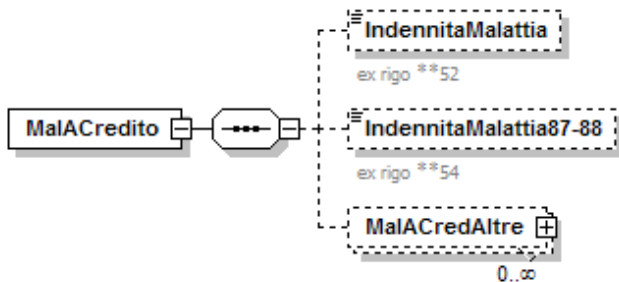 IndennitaMalattia
ex rigo **52
MalACredito
IndennitaMalattia87-88
ex rigo **54
MalACredAltre
0..∞